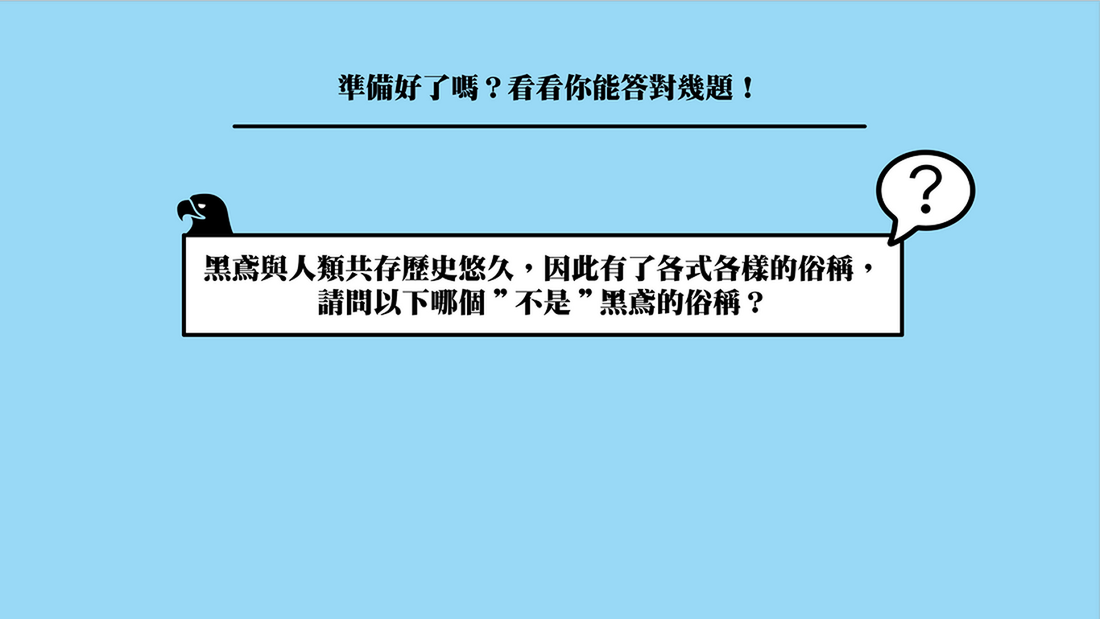 準備好了嗎？看看你能答對幾題！
?
黑鳶與人類共存歷史悠久，因此有了各式各樣的俗稱，
請問以下哪個”不是”黑鳶的俗稱？